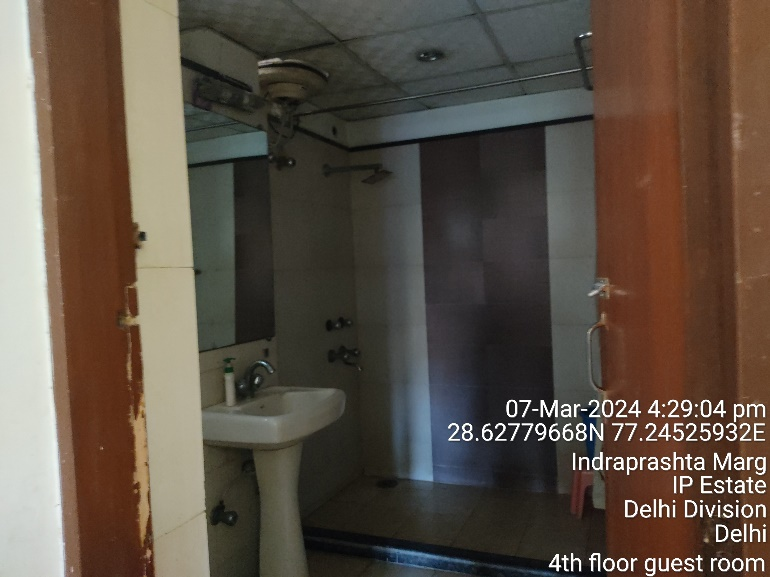 07-Mar-2024 4:29:04 pm
28.62779668N 77.24525932E
Indraprashta Marg
IP Estate
Delhi Division
Delhi
4th floor guest room